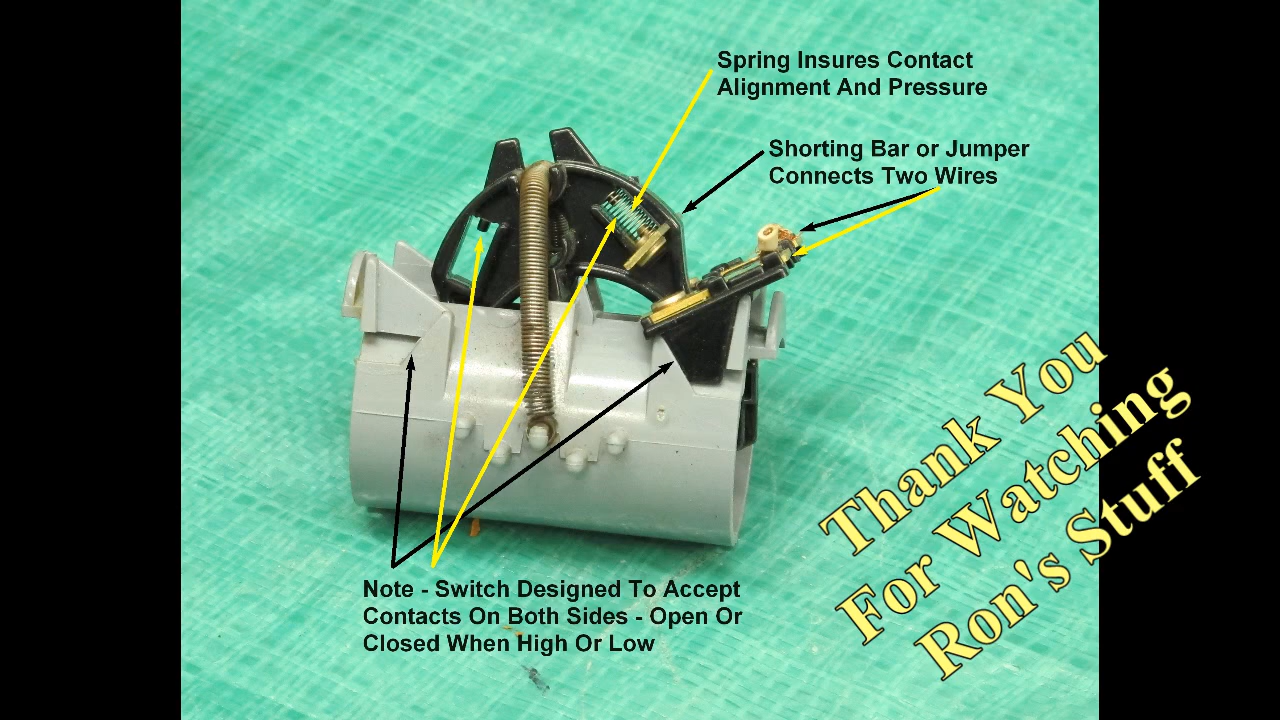 Spring Insures Contact
Alignment And Pressure
Shorting Bar or Jumper
Connects Two Wires
Note - Switch Designed To Accept
Contacts On Both Sides - Open Or
Closed When High Or Low
Thank You
For Watching
Ron's Stuff